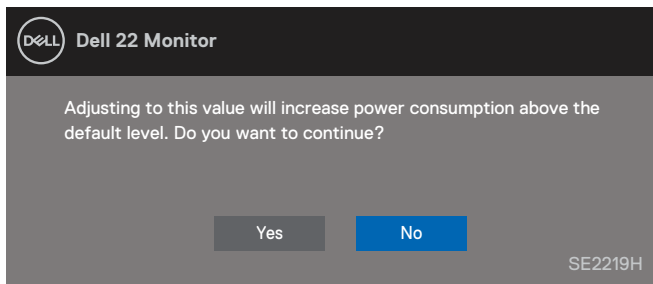 DELL Dell 22 Monitor
Adjusting to this value will increase power consumption above the
default level. Do you want to continue?
Yes No
SE2219H